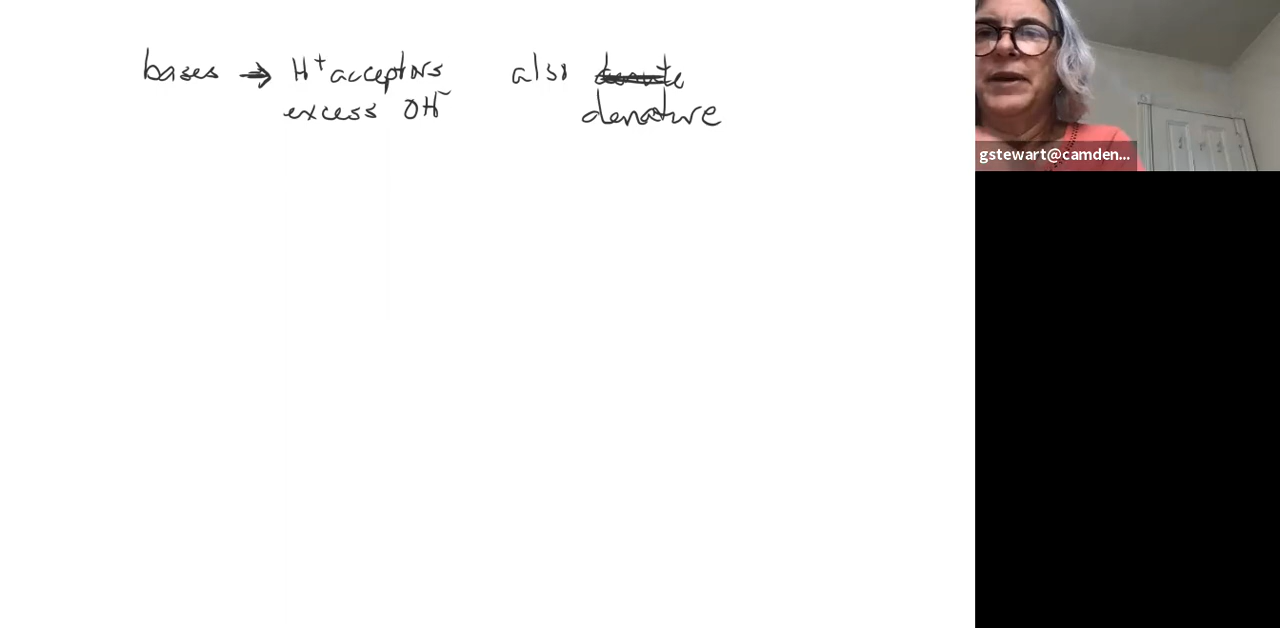 bases → H⁺ acceptors also
excess OH⁻ denature
gstewart@camden...